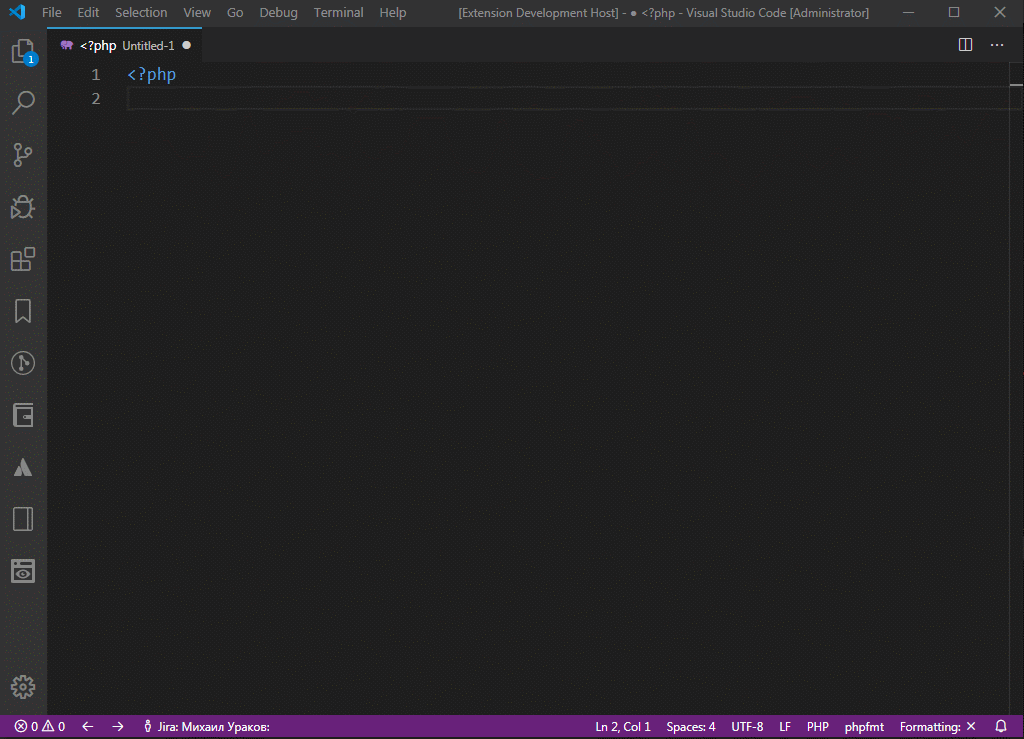 File Edit Selection View Go Debug Terminal Help [Extension Development Host] - ● <?php - Visual Studio Code [Administrator]
<?php Untitled-1 ●
1 <?php
2
1
0 0 Jira: Михаил Ураков: Ln 2, Col 1 Spaces: 4 UTF-8 LF PHP phpfmt Formatting: ✕